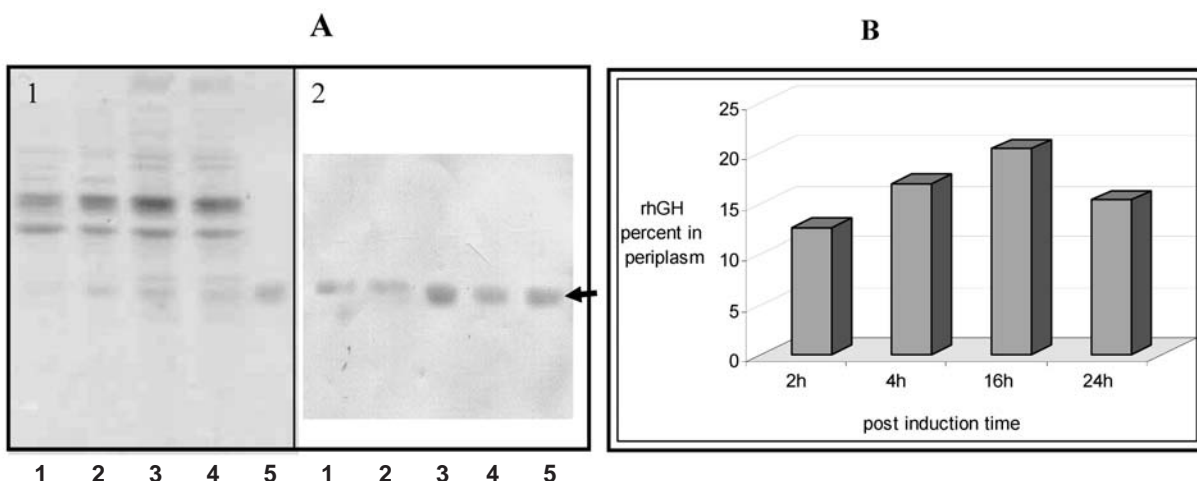 A
B
1
2
1 2 3 4 5
1 2 3 4 5
25
20
15
10
5
0
rhGH
percent in
periplasm
2h 4h 16h 24h
post induction time